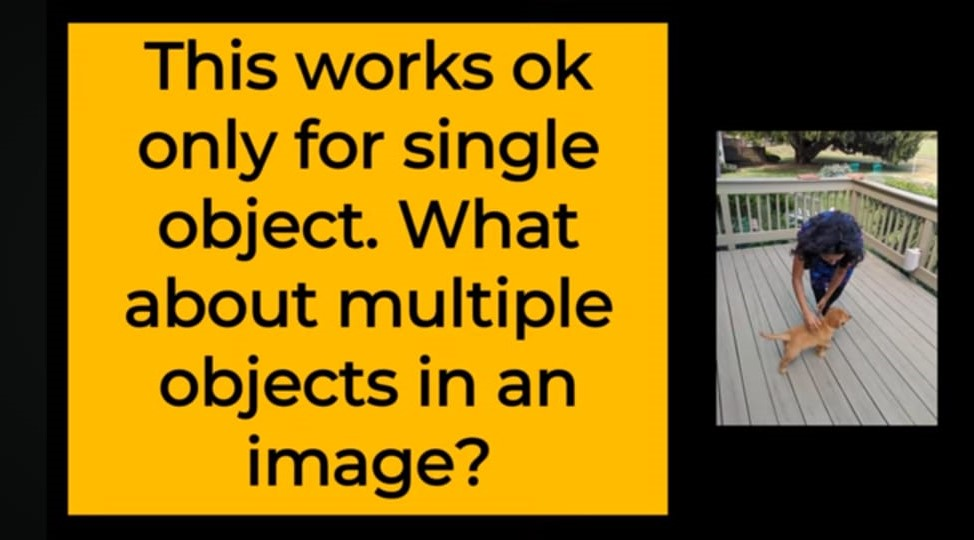 This works ok
only for single
object. What
about multiple
objects in an
image?